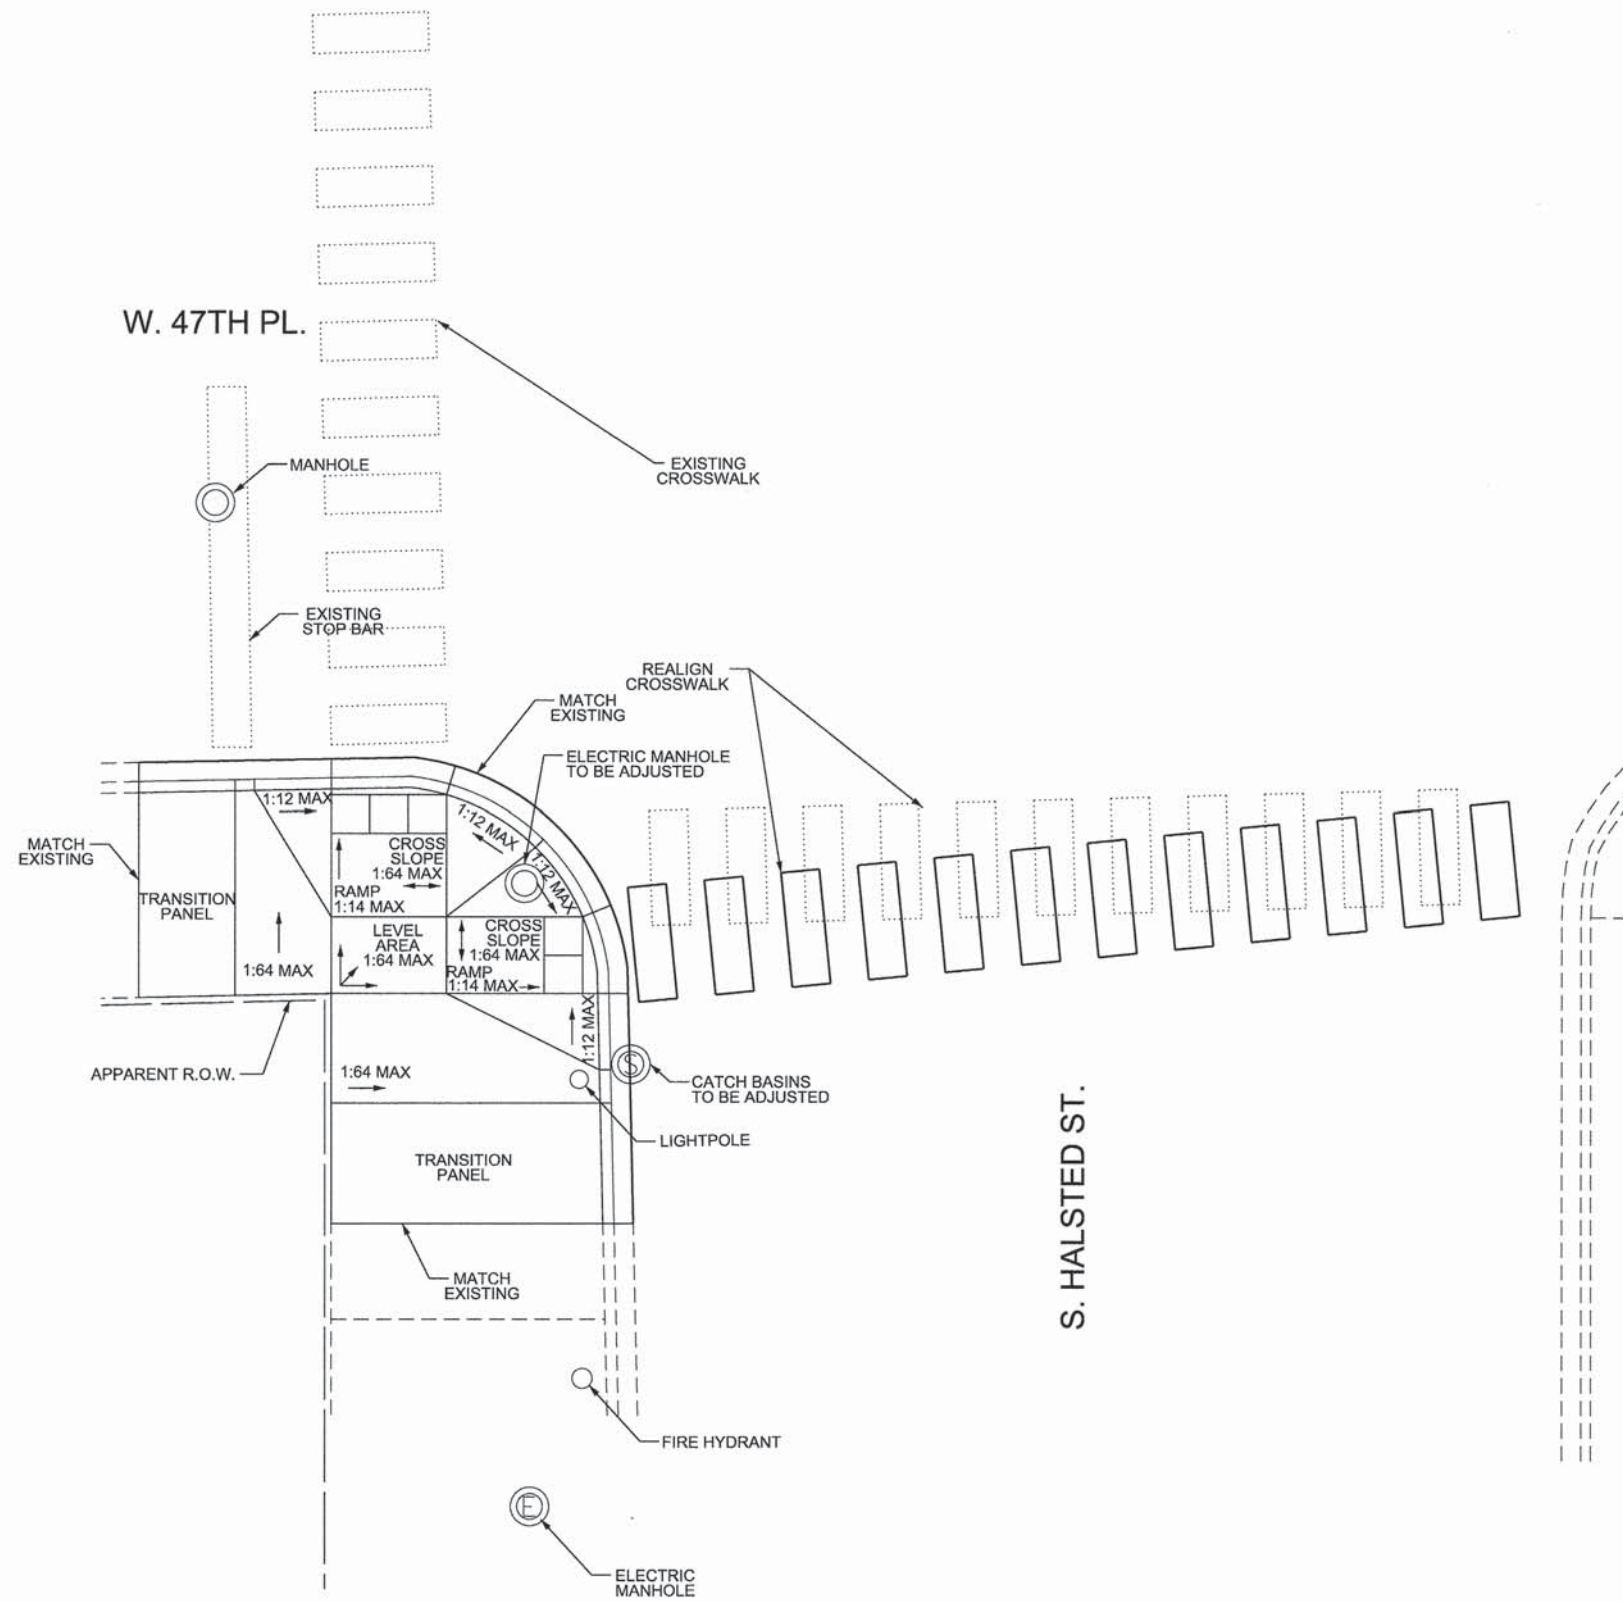 W. 47TH PL.
MANHOLE
EXISTING
CROSSWALK
EXISTING
STOP BAR
REALIGN
CROSSWALK
MATCH
EXISTING
ELECTRIC MANHOLE
TO BE ADJUSTED
1:12 MAX
1:12 MAX
1:12 MAX
MATCH
EXISTING
CROSS
SLOPE
1:64 MAX
TRANSITION
PANEL
RAMP
1:14 MAX
LEVEL
AREA
1:64 MAX
CROSS
SLOPE
1:64 MAX
1:64 MAX
RAMP
1:14 MAX
1:12 MAX
APPARENT R.O.W.
1:64 MAX
S
CATCH BASINS
TO BE ADJUSTED
LIGHTPOLE
TRANSITION
PANEL
S. HALSTED ST.
MATCH
EXISTING
FIRE HYDRANT
E
ELECTRIC
MANHOLE